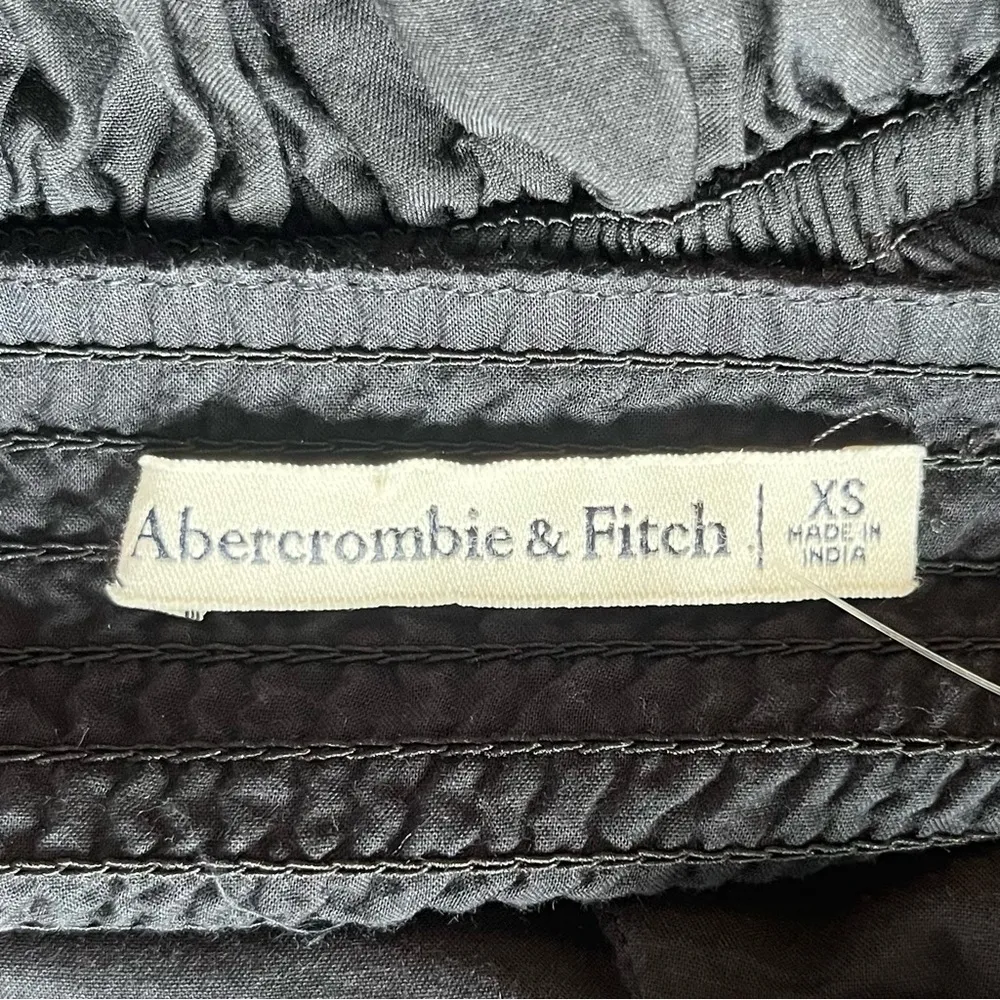 Abercrombie & Fitch
XS
MADE IN
INDIA